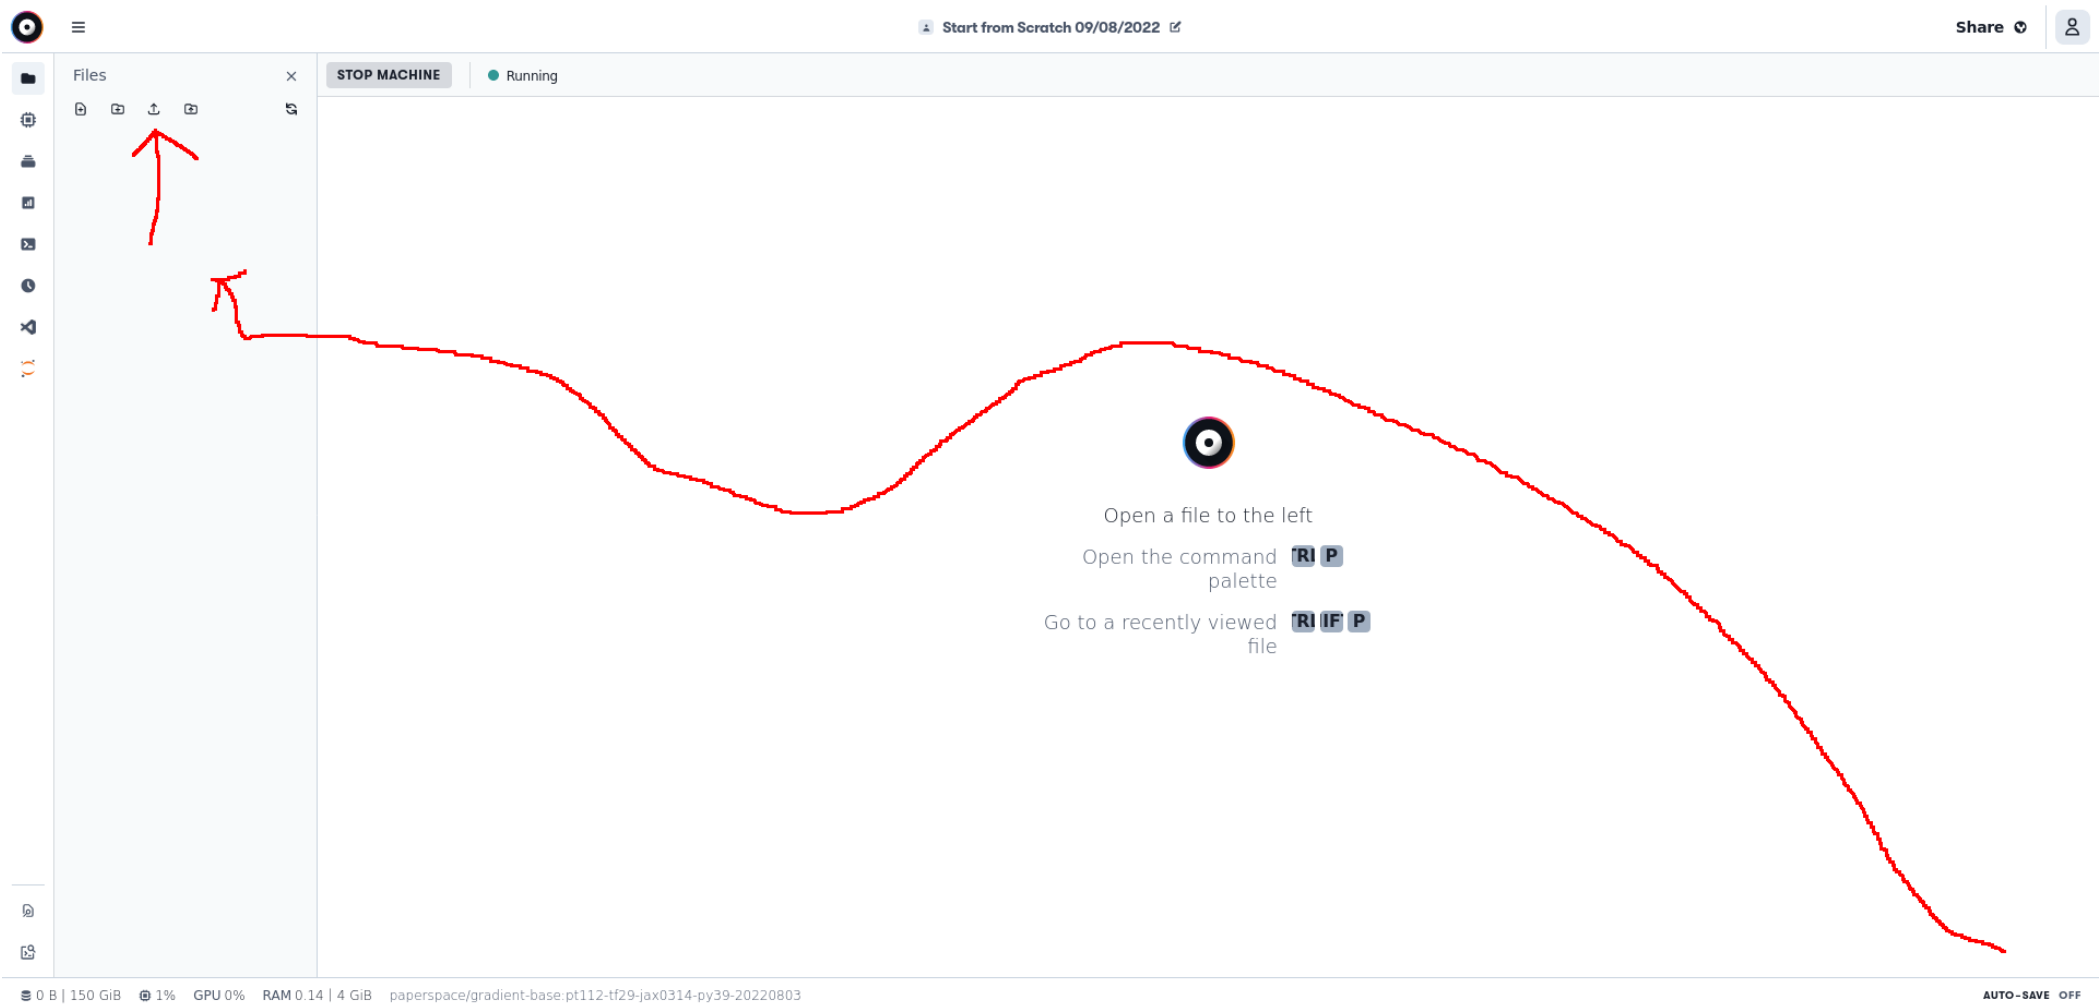 Start from Scratch 09/08/2022
Share
Files
STOP MACHINE
Running
Open a file to the left
Open the command
palette
P
Go to a recently viewed
file
P
0 B | 150 GiB 1% GPU 0% RAM 0.14 | 4 GiB paperspace/gradient-base:pt112-tf29-jax0314-py39-20220803
AUTO-SAVE OFF